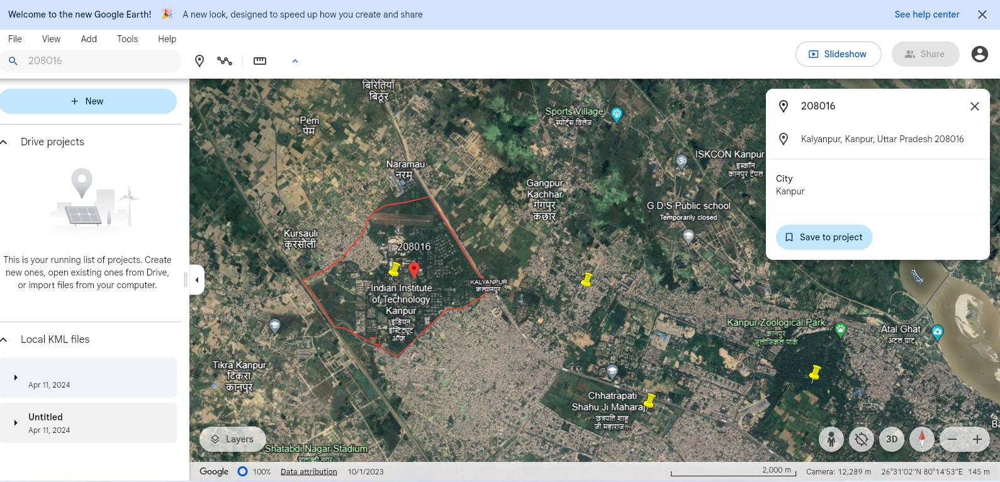 Welcome to the new Google Earth! 🎉 A new look, designed to speed up how you create and share
See help center
File View Add Tools Help
208016
Slideshow
Share
+ New
Drive projects
This is your running list of projects. Create
new ones, open existing ones from Drive,
or import files from your computer.
Local KML files
Apr 11, 2024
Untitled
Apr 11, 2024
बिरितियाँ
बिठूर
Pem
पेम
Sports Village
स्पोर्ट्स विलेज
Naramau
नरमू
ISKCON Kanpur
इस्कॉन
कानपुर टेंपल
Gangpur
Kachhar
गंगपुर
कछार
G.D.S Public school
Temporarily closed
Kursauli
कुरसौली
208016
KALYANPUR
कल्यानपुर
Indian Institute
of Technology
Kanpur
इंडियन
इंस्टिट्यूट
ऑफ़...
Kanpur Zoological Park
कानपुर
जूलोजिकल पार्क
Atal Ghat
अटल घाट
Tikra Kanpur
टिकरा
कानपुर
Chhatrapati
Shahu Ji Maharaj...
छत्रपति शाहू
जी महाराज...
Ba
Shatabdi Nagar Stadium
शताब्दी नगर
208016
Kalyanpur, Kanpur, Uttar Pradesh 208016
City
Kanpur
Save to project
Layers
3D
Google 100% Data attribution 10/1/2023
2,000 m
Camera: 12,289 m 26°31'02"N 80°14'53"E 145 m